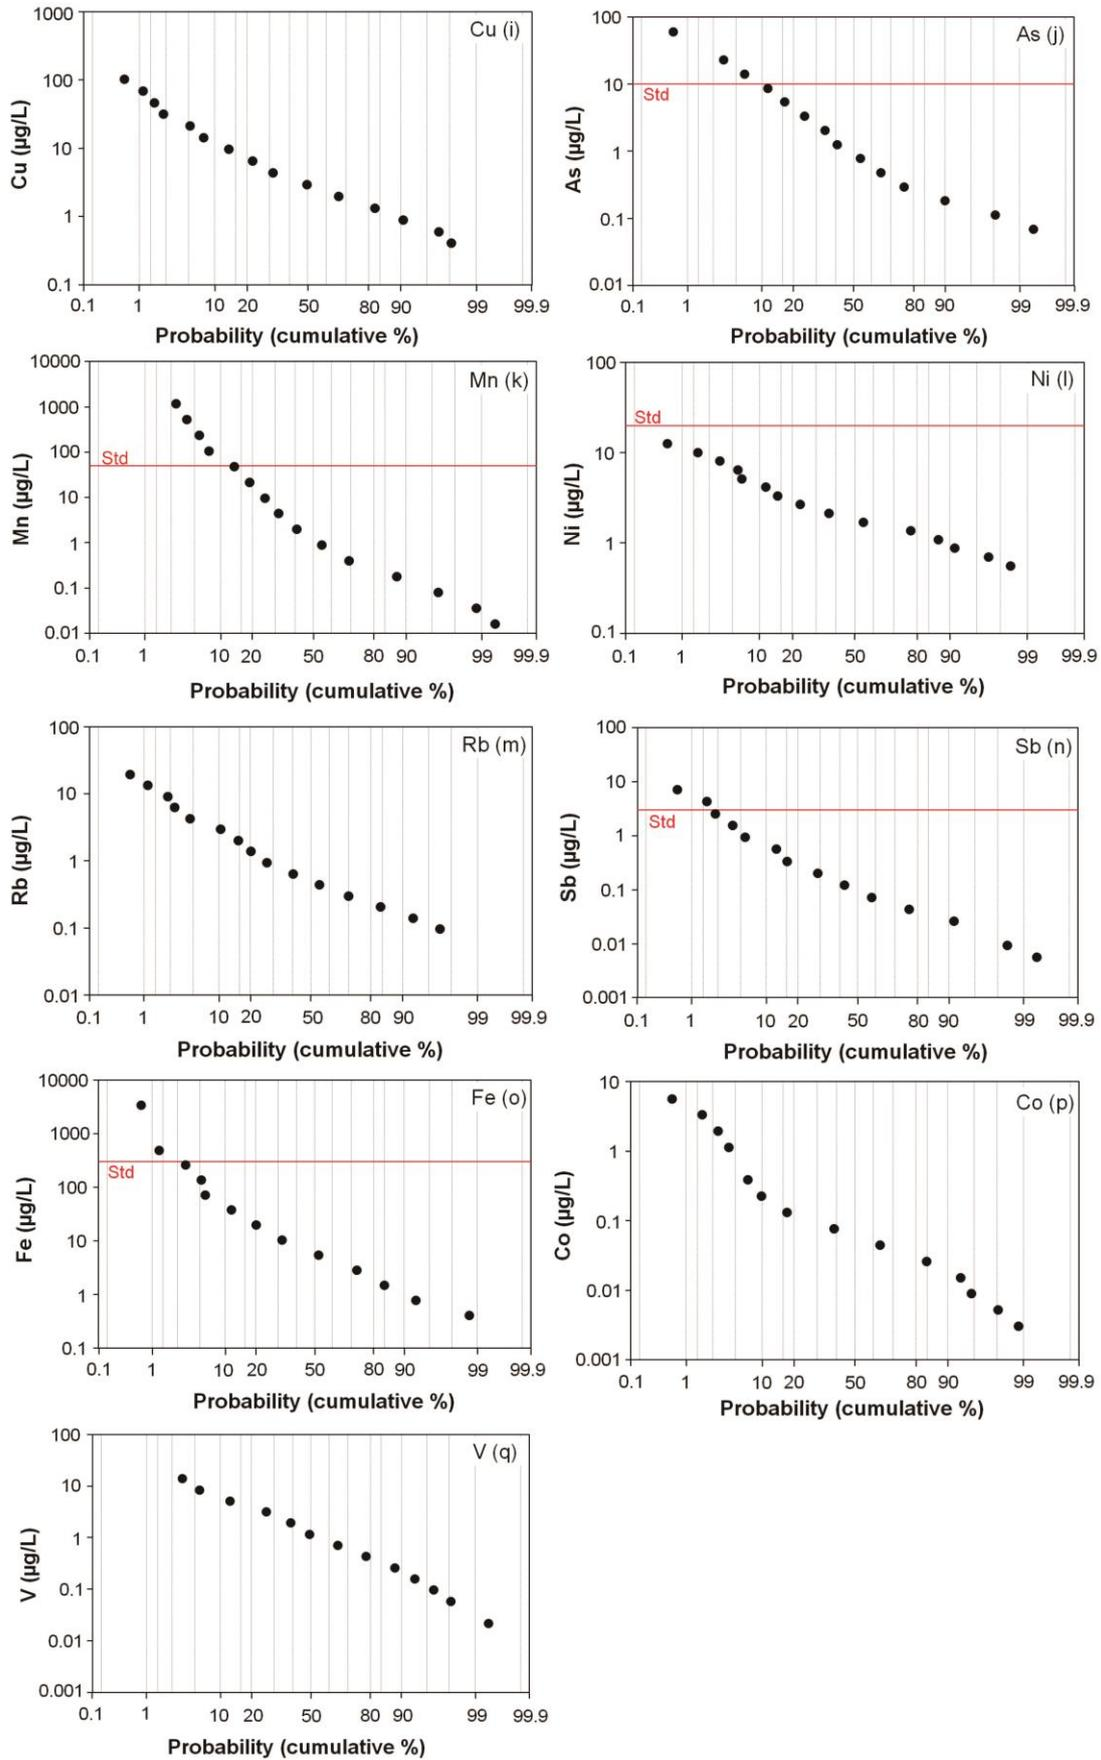 1000
100
10
1
0.1
Cu (µg/L)
Cu (i)
0.1 1 10 20 50 80 90 99 99.9
Probability (cumulative %)
100
10
1
0.1
0.01
As (µg/L)
As (j)
Std
0.1 1 10 20 50 80 90 99 99.9
Probability (cumulative %)
10000
1000
100
10
1
0.1
0.01
Mn (µg/L)
Mn (k)
Std
0.1 1 10 20 50 80 90 99 99.9
Probability (cumulative %)
100
10
1
0.1
Ni (µg/L)
Ni (l)
Std
0.1 1 10 20 50 80 90 99 99.9
Probability (cumulative %)
100
10
1
0.1
0.01
Rb (µg/L)
Rb (m)
0.1 1 10 20 50 80 90 99 99.9
Probability (cumulative %)
100
10
1
0.1
0.01
0.001
Sb (µg/L)
Sb (n)
Std
0.1 1 10 20 50 80 90 99 99.9
Probability (cumulative %)
10000
1000
100
10
1
0.1
Fe (µg/L)
Fe (o)
Std
0.1 1 10 20 50 80 90 99 99.9
Probability (cumulative %)
10
1
0.1
0.01
0.001
Co (µg/L)
Co (p)
0.1 1 10 20 50 80 90 99 99.9
Probability (cumulative %)
100
10
1
0.1
0.01
0.001
V (µg/L)
V (q)
0.1 1 10 20 50 80 90 99 99.9
Probability (cumulative %)